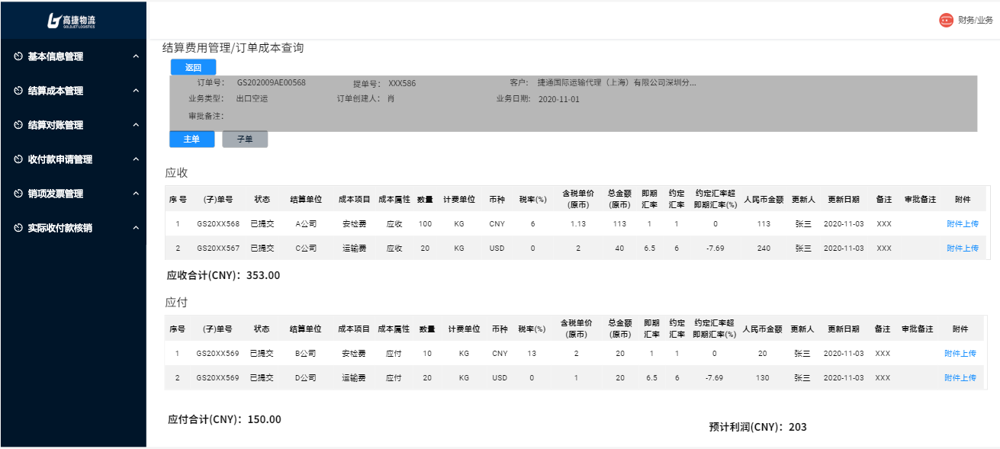 高捷物流
GOLDJET LOGISTICS
财务/业务
基本信息管理
结算成本管理
结算对账管理
收付款申请管理
销项发票管理
实际收付款核销
结算费用管理/订单成本查询
返回
订单号： GS202009AE00568 提单号： XXX586 客户: 捷通国际运输代理（上海）有限公司深圳分...
业务类型: 出口空运 订单创建人： 肖 业务日期: 2020-11-01
审批备注:
主单 子单
应收
序 号 (子)单号 状态 结算单位 成本项目 成本属性 数量 计费单位 币种 税率(%) 含税单价(原币) 总金额(原币) 即期汇率 约定汇率 约定汇率超即期汇率(%) 人民币金额 更新人 更新日期 备注 审批备注 附件
1 GS20XX568 已提交 A公司 安检费 应收 100 KG CNY 6 1.13 113 1 1 0 113 张三 2020-11-03 XXX 附件上传
2 GS20XX567 已提交 C公司 运输费 应收 20 KG USD 0 2 40 6.5 6 -7.69 240 张三 2020-11-03 XXX 附件上传
应收合计(CNY)：353.00
应付
序号 (子)单号 状态 结算单位 成本项目 成本属性 数量 计费单位 币种 税率(%) 含税单价(原币) 总金额(原币) 即期汇率 约定汇率 约定汇率超即期汇率(%) 人民币金额 更新人 更新日期 备注 审批备注 附件
1 GS20XX569 已提交 B公司 安检费 应付 10 KG CNY 13 2 20 1 1 0 20 张三 2020-11-03 XXX 附件上传
2 GS20XX569 已提交 D公司 运输费 应付 20 KG USD 0 1 20 6.5 6 -7.69 130 张三 2020-11-03 XXX 附件上传
应付合计(CNY)：150.00
预计利润(CNY)：203